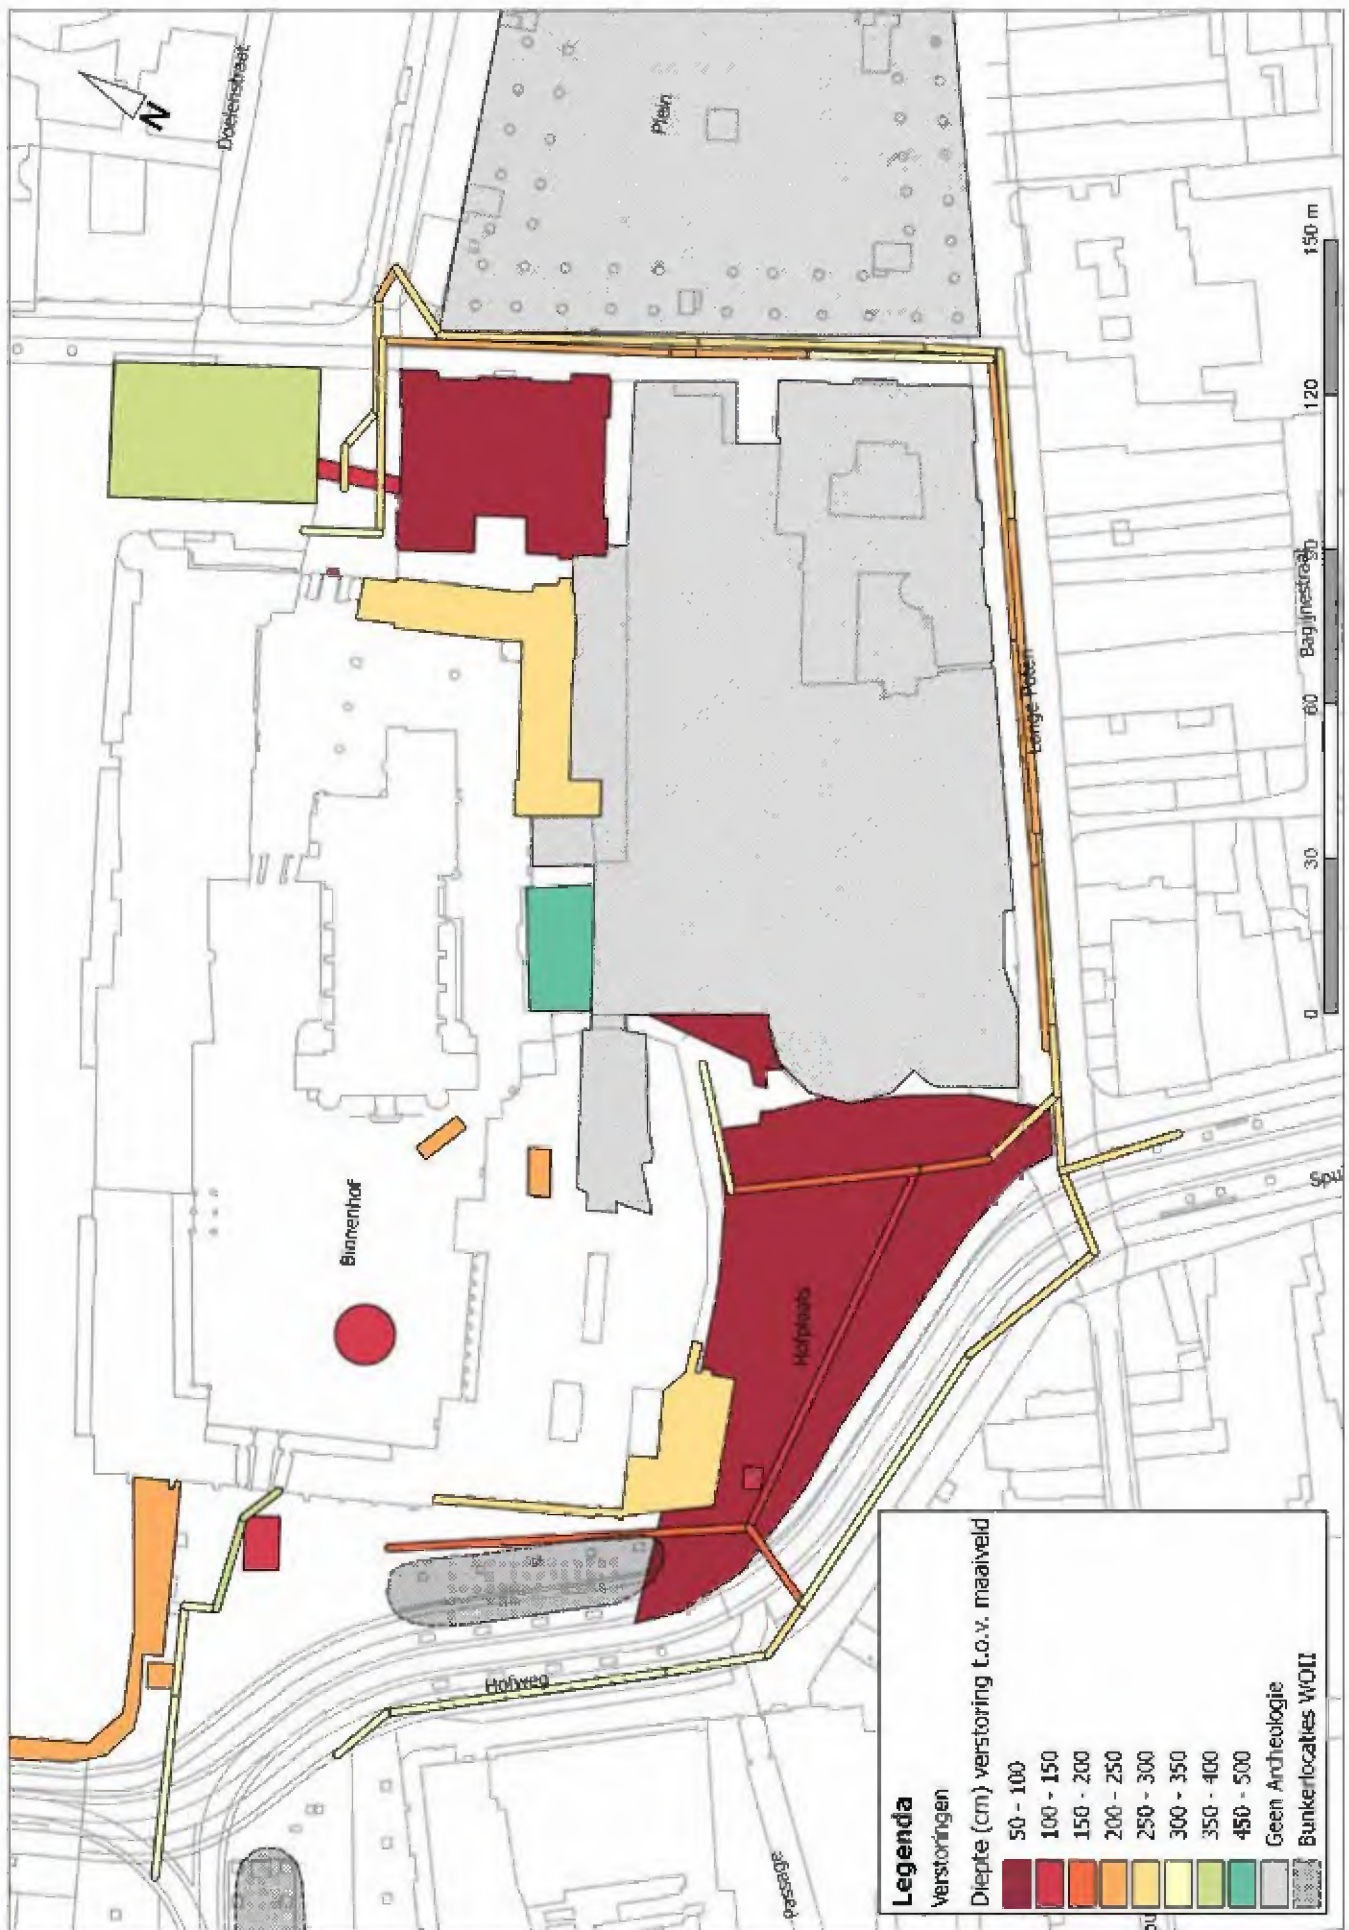 N
Doelenstraat
Plein
Binnenhof
Hofplaats
Hofweg
Lange Poten
Bagijnestraat
Spui
Passage
0 30 60 90 120 150 m
Legenda
Verstoringen
Diepte (cm) verstoring t.o.v. maaiveld
50 - 100
100 - 150
150 - 200
200 - 250
250 - 300
300 - 350
350 - 400
450 - 500
Geen Archeologie
Bunkerlocaties WOII